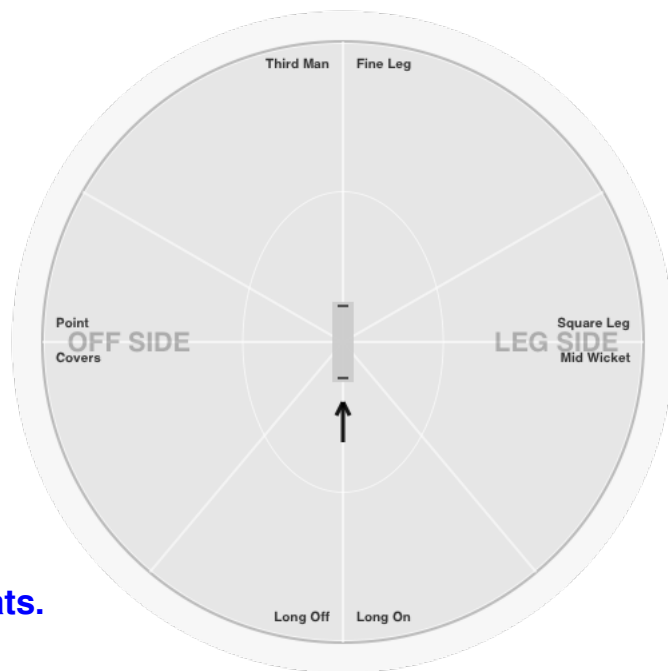 Third Man Fine Leg
Point
OFF SIDE
Covers
Square Leg
LEG SIDE
Mid Wicket
Long Off Long On